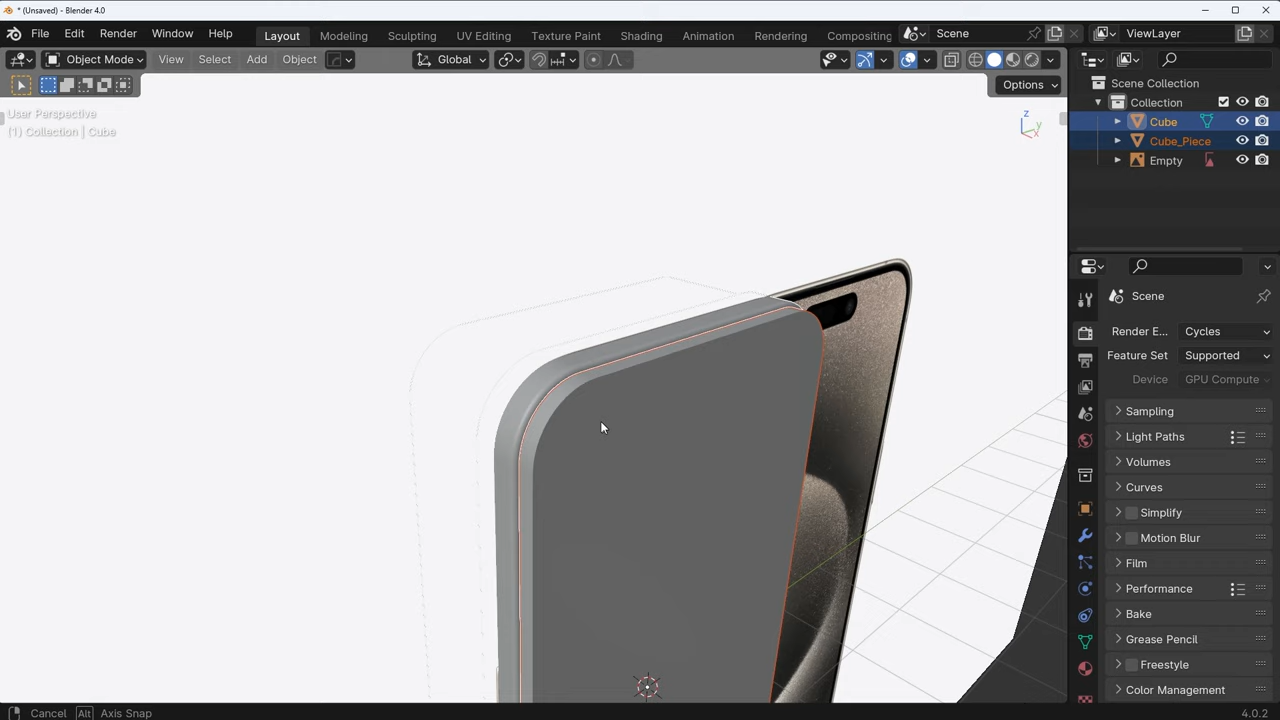 * (Unsaved) - Blender 4.0
File Edit Render Window Help Layout Modeling Sculpting UV Editing Texture Paint Shading Animation Rendering Compositing Scene ViewLayer
Object Mode View Select Add Object Global
Options
User Perspective
(1) Collection | Cube
Z
Y
X
Scene Collection
Collection
Cube
Cube_Piece
Empty
Scene
Render E... Cycles
Feature Set Supported
Device GPU Compute
Sampling
Light Paths
Volumes
Curves
Simplify
Motion Blur
Film
Performance
Bake
Grease Pencil
Freestyle
Color Management
Cancel Alt Axis Snap 4.0.2